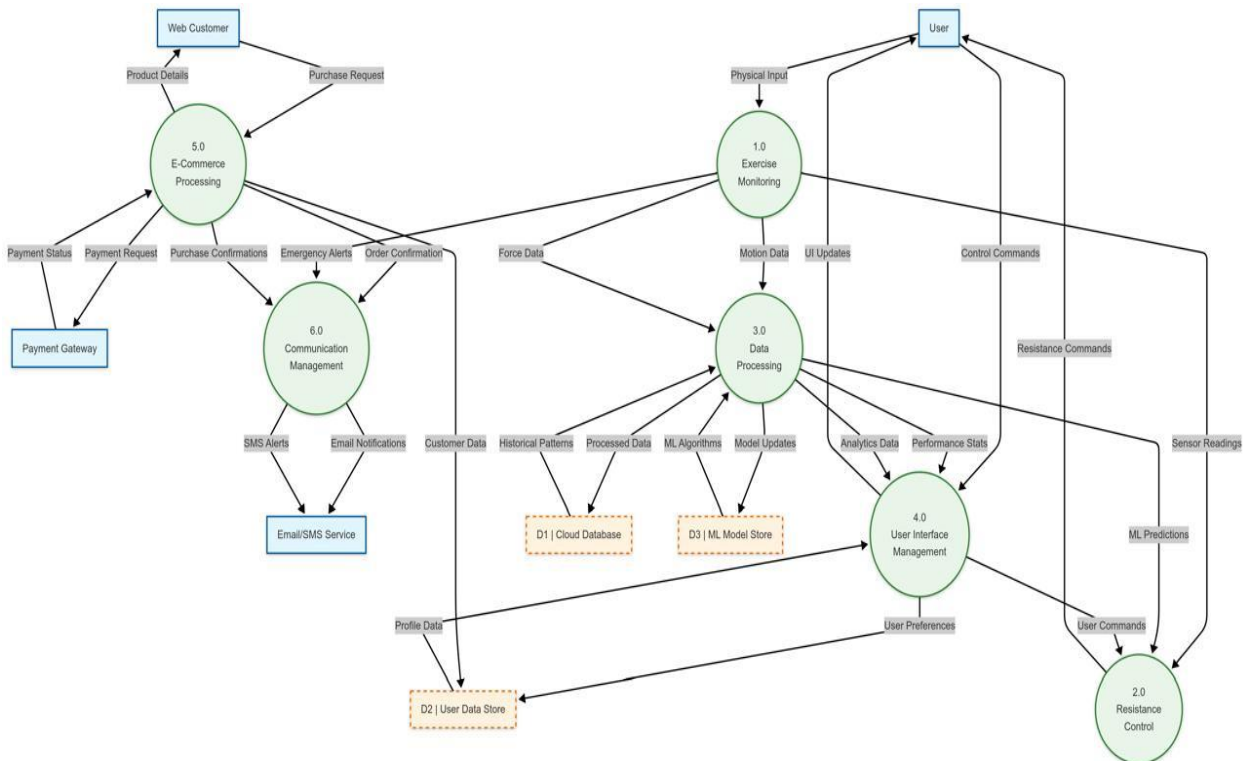 Web Customer
User
Product Details
Purchase Request
Physical Input
5.0
E-Commerce
Processing
1.0
Exercise
Monitoring
Payment Status
Payment Request
Purchase Confirmations
Emergency Alerts
Order Confirmation
Force Data
Motion Data
UI Updates
Control Commands
6.0
Communication
Management
3.0
Data
Processing
Payment Gateway
Resistance Commands
SMS Alerts
Email Notifications
Customer Data
Historical Patterns
Processed Data
ML Algorithms
Model Updates
Analytics Data
Performance Stats
Sensor Readings
Email/SMS Service
D1 | Cloud Database
D3 | ML Model Store
4.0
User Interface
Management
ML Predictions
Profile Data
User Preferences
User Commands
D2 | User Data Store
2.0
Resistance
Control